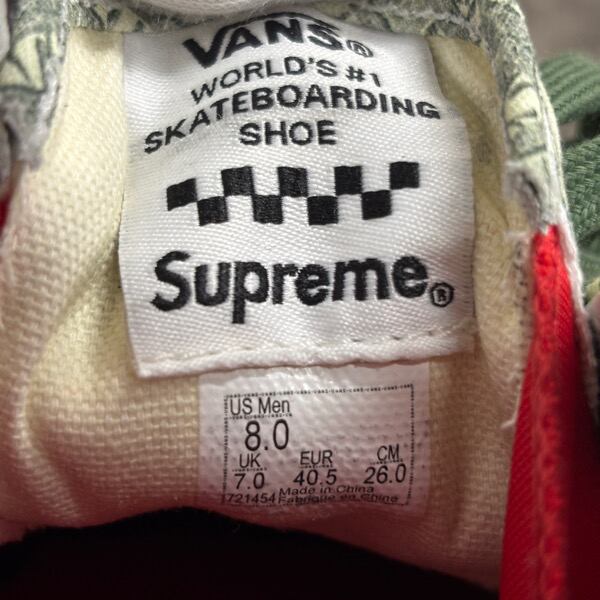 VANS®
WORLD'S #1
SKATEBOARDING
SHOE
Supreme®
US Men
8.0
UK EUR CM
7.0 40.5 26.0
Made in China
721454 Fabriqué en Chine